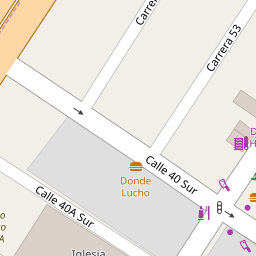 Carrera
Carrera 53
D
H
Calle 40 Sur
Donde
Lucho
Calle 40A Sur
o
o
A
Iglesia